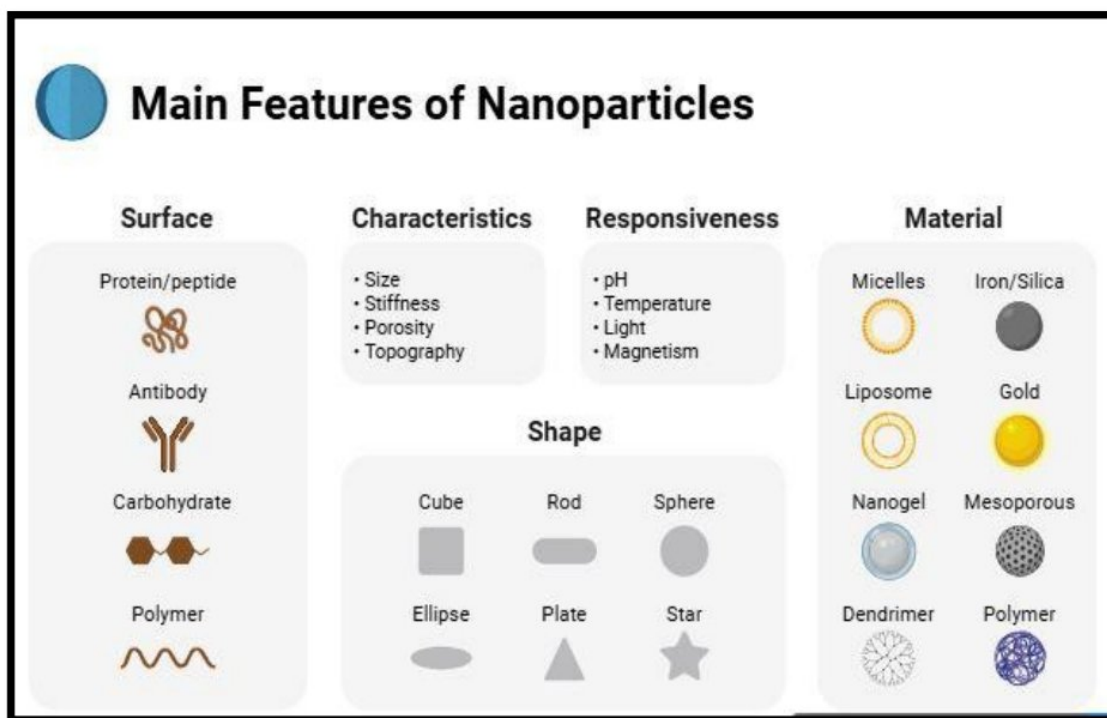 Main Features of Nanoparticles
Surface
Protein/peptide
Antibody
Carbohydrate
Polymer
Characteristics
• Size
• Stiffness
• Porosity
• Topography
Responsiveness
• pH
• Temperature
• Light
• Magnetism
Shape
Cube Rod Sphere
Ellipse Plate Star
Material
Micelles Iron/Silica
Liposome Gold
Nanogel Mesoporous
Dendrimer Polymer